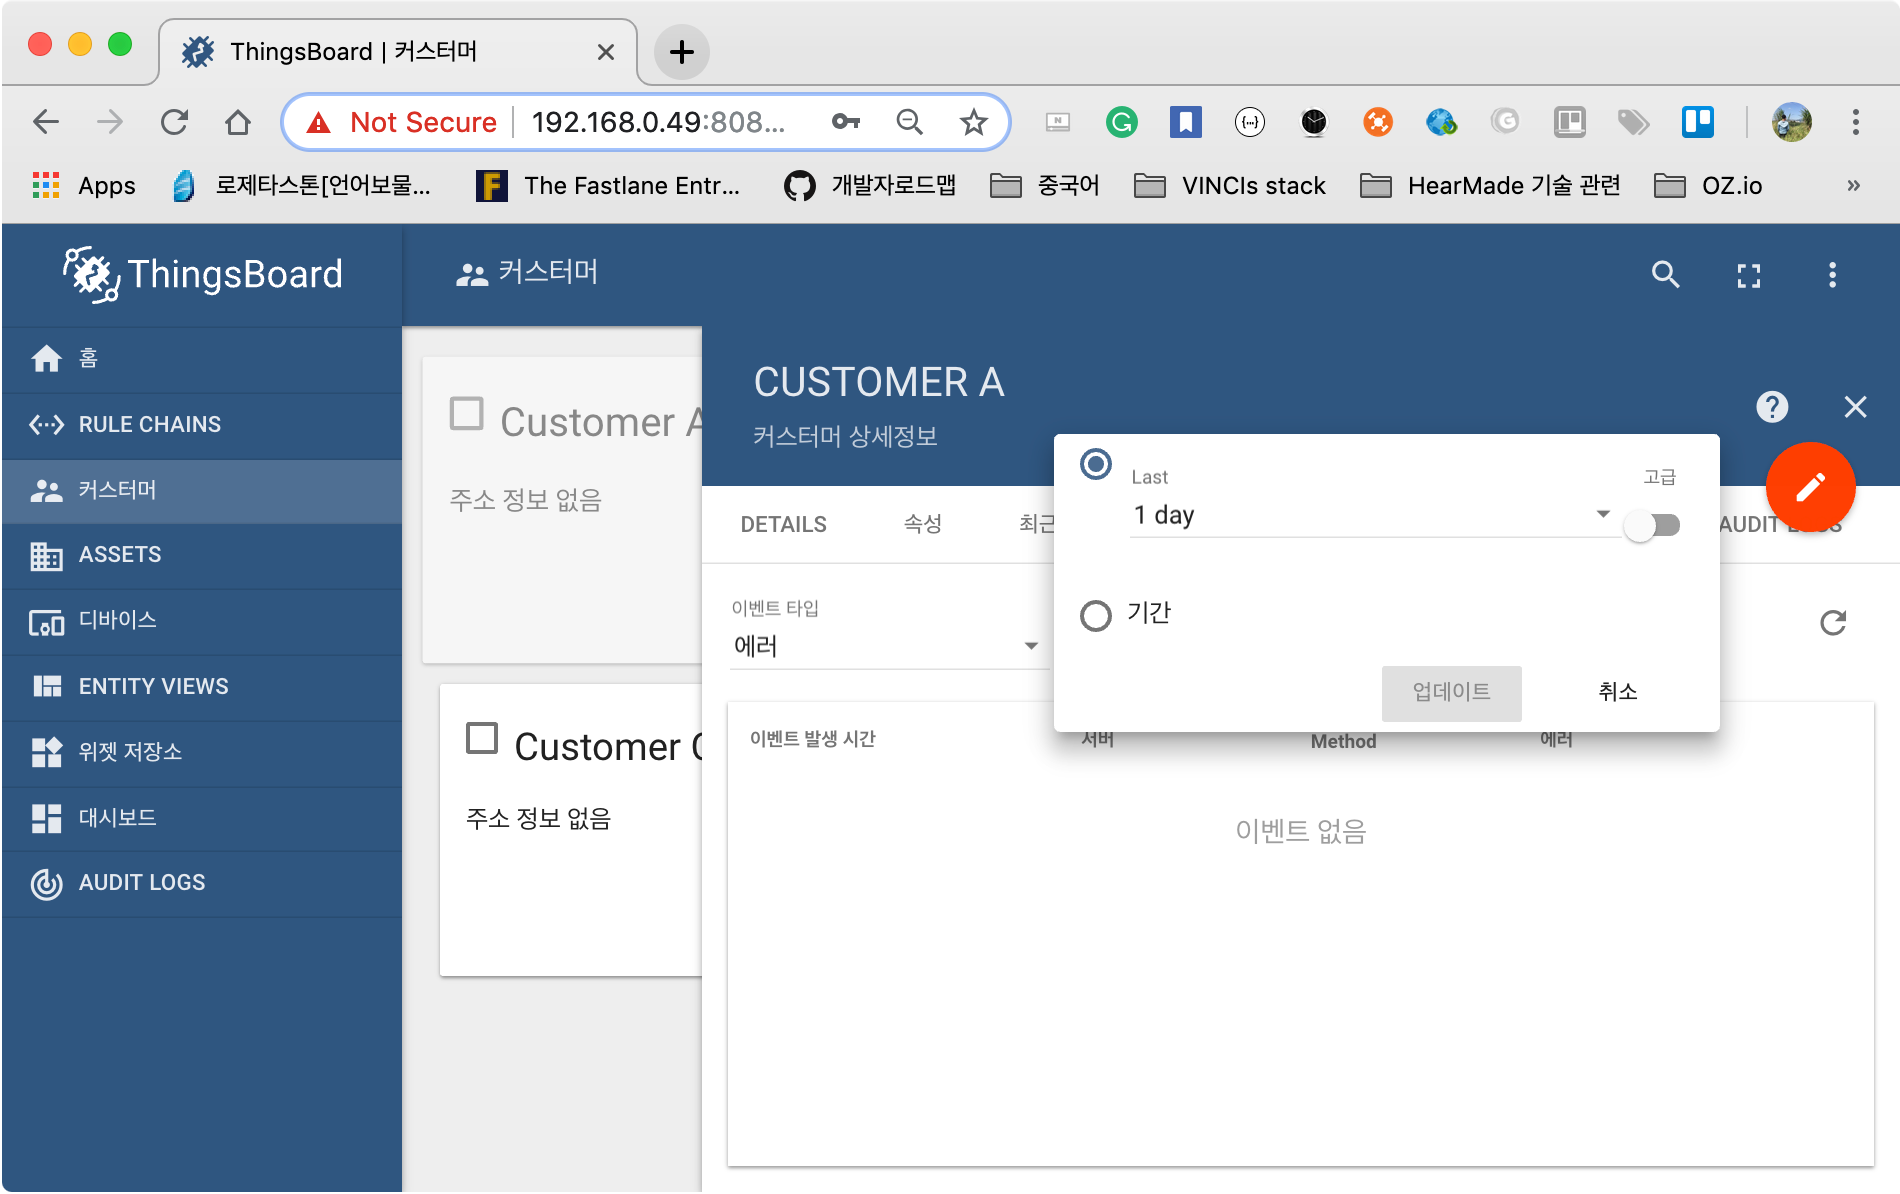 ThingsBoard | 커스터머
Not Secure
192.168.0.49:808...
Apps
로제타스톤[언어보물...
The Fastlane Entr...
개발자로드맵
중국어
VINCIs stack
HearMade 기술 관련
OZ.io
»
ThingsBoard
커스터머
홈
RULE CHAINS
커스터머
ASSETS
디바이스
ENTITY VIEWS
위젯 저장소
대시보드
AUDIT LOGS
Customer A
주소 정보 없음
Customer
주소 정보 없음
CUSTOMER A
커스터머 상세정보
DETAILS
속성
최근
AUDIT LOGS
Last
고급
1 day
기간
업데이트
취소
이벤트 타입
에러
이벤트 발생 시간
서버
Method
에러
이벤트 없음